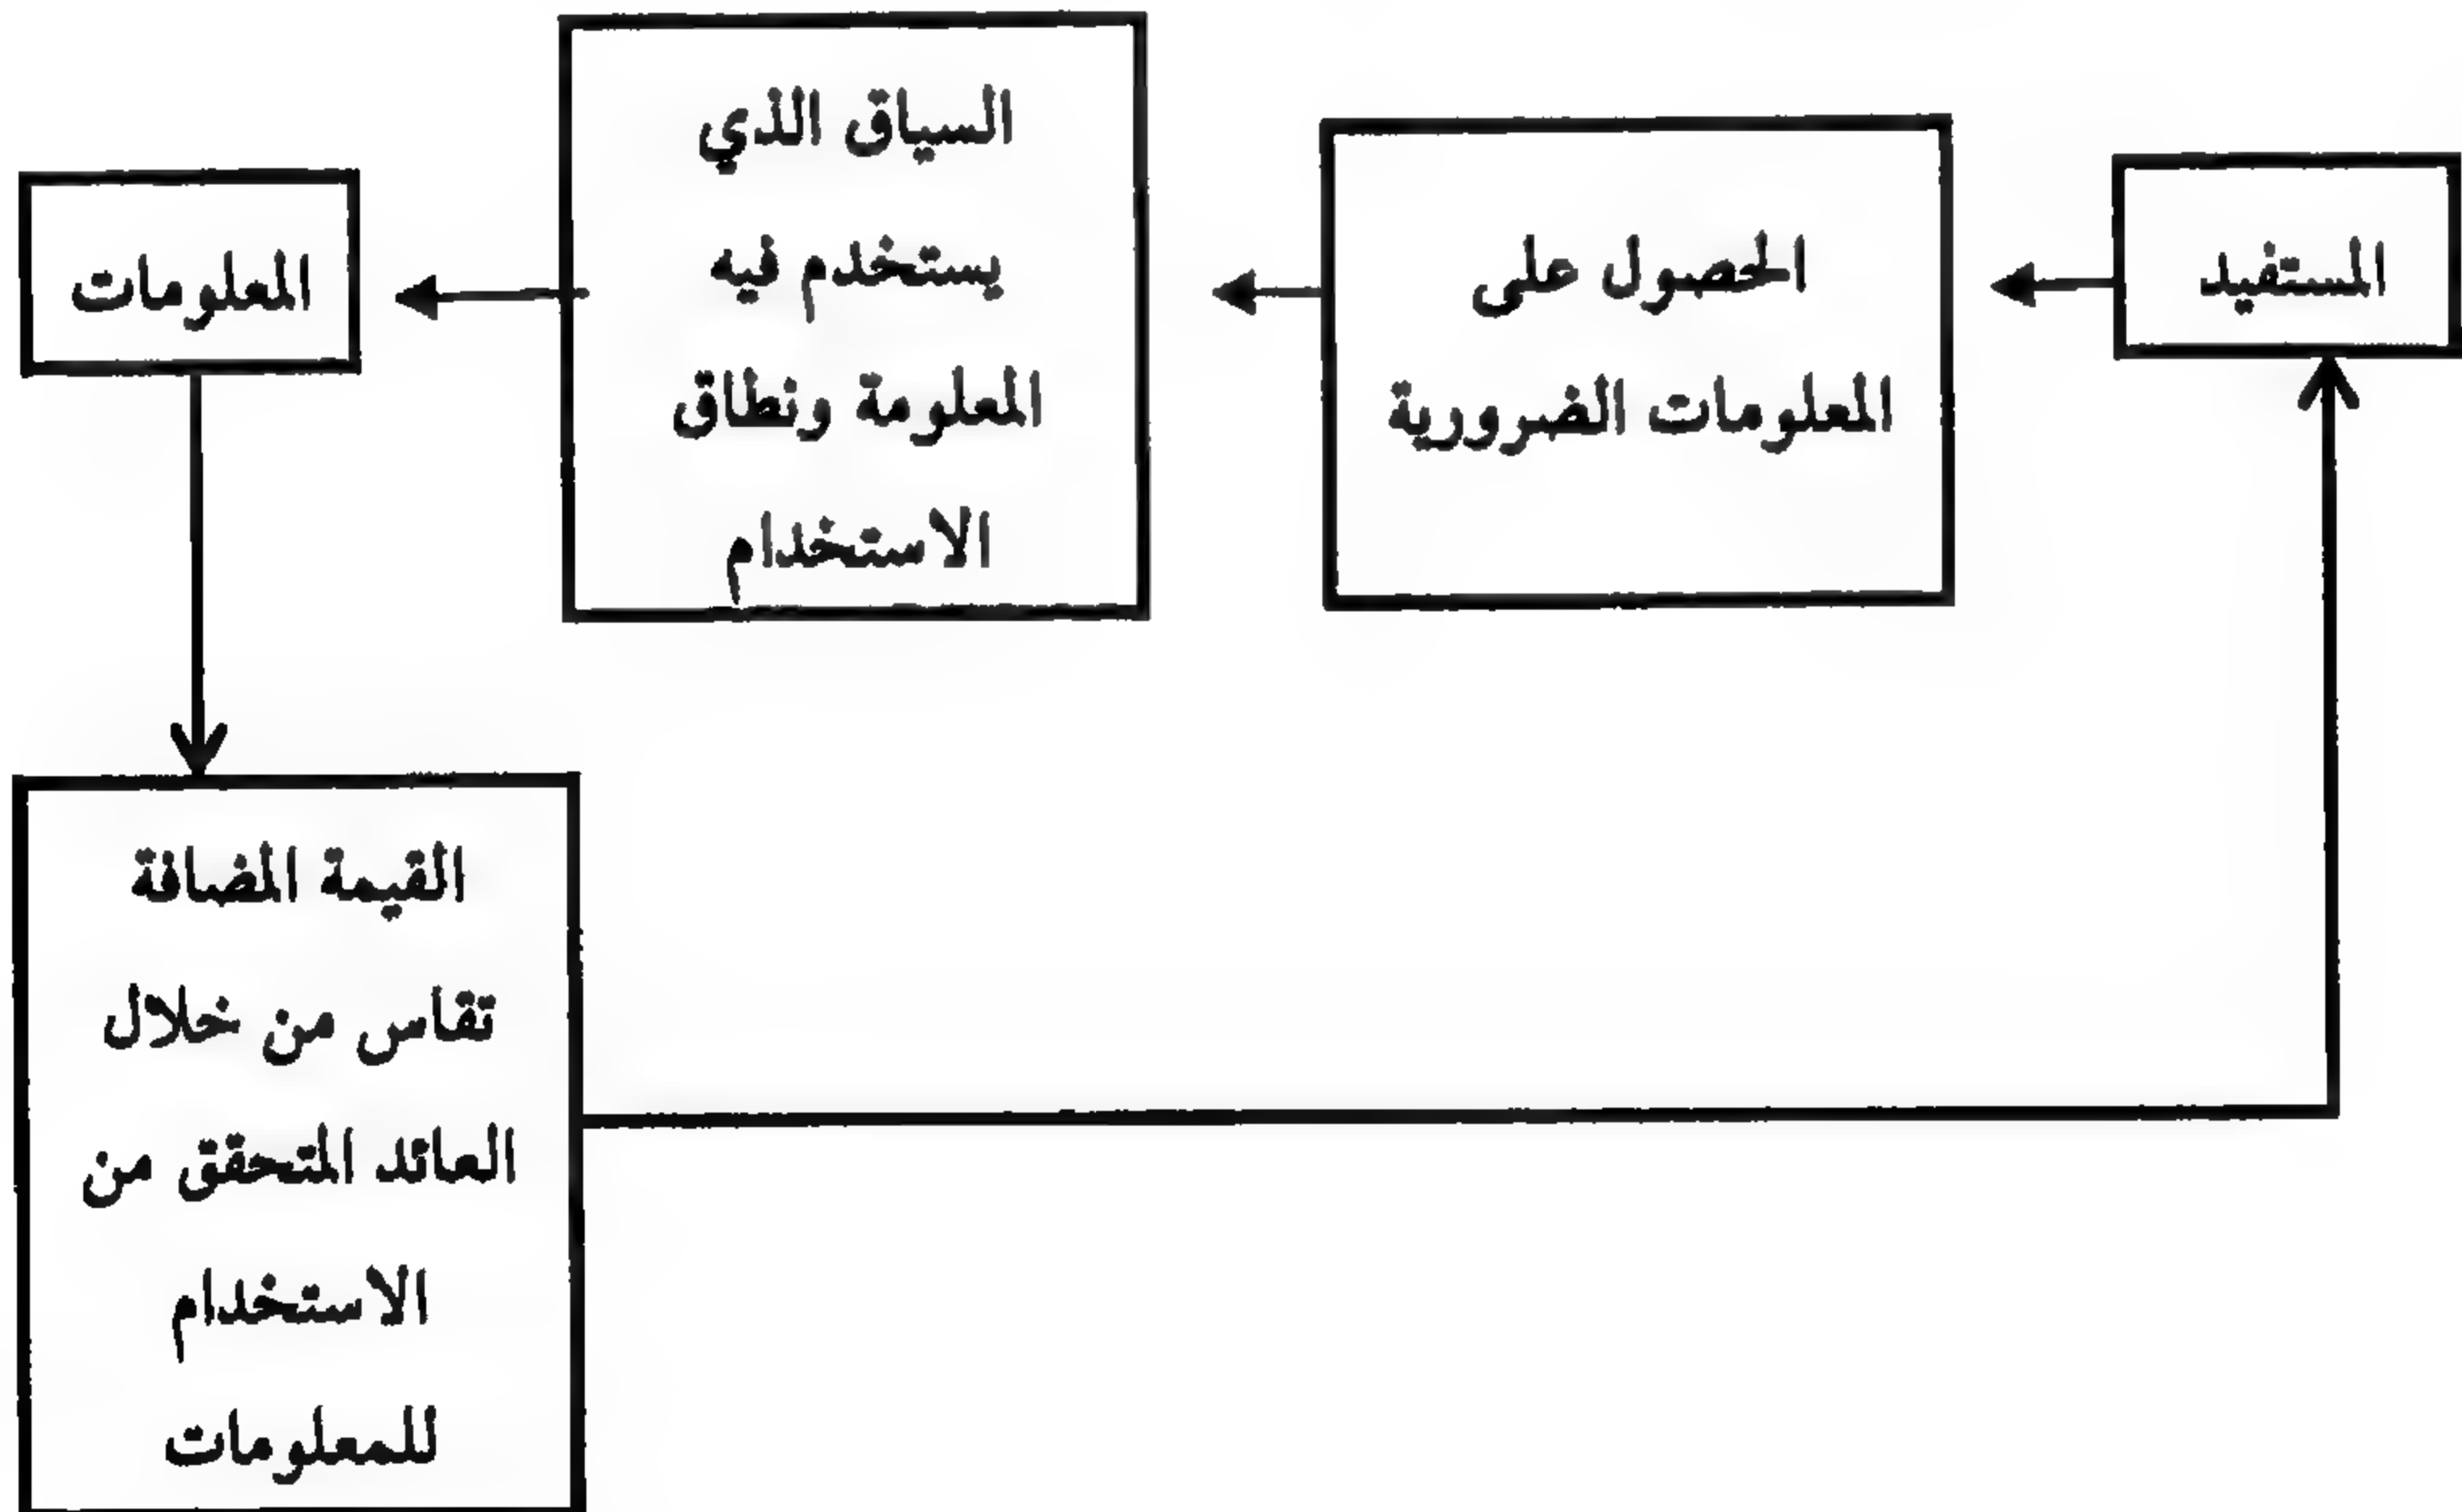 المستفيد
الحصول على
المعلومات الضرورية
السياق الذي
يستخدم فيه
المعلومة ونطاق
الاستخدام
المعلومات
القيمة المضافة
تقاس من خلال
العائد المتحقق من
الاستخدام
للمعلومات